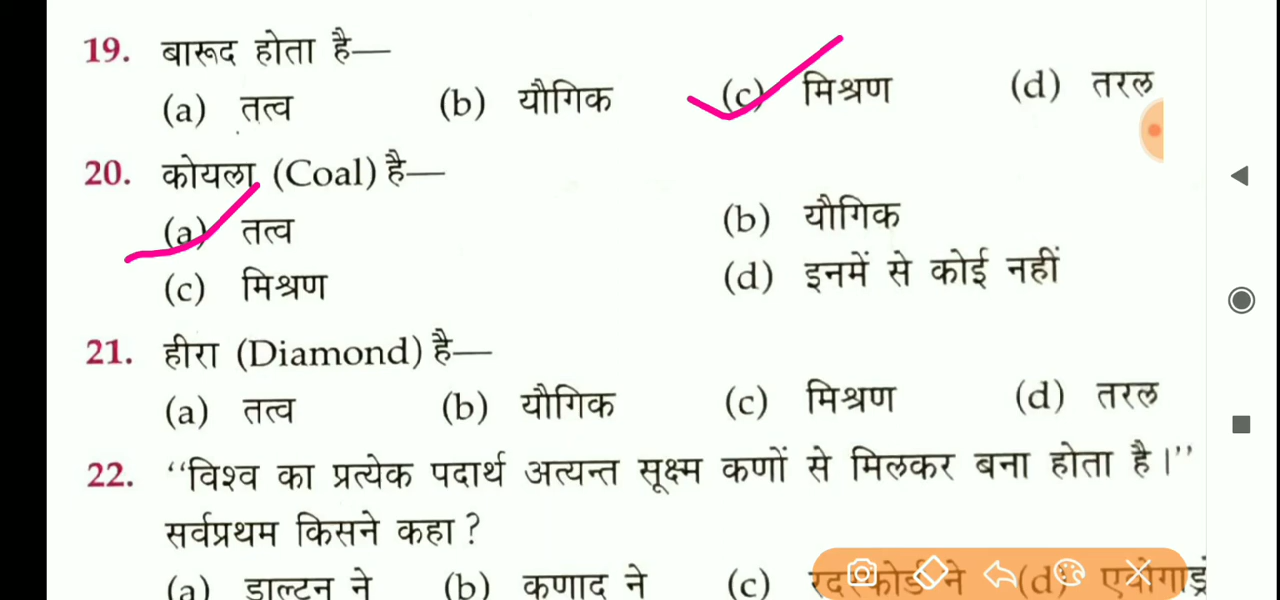 19. बारूद होता है—
(a) तत्व (b) यौगिक (c) मिश्रण (d) तरल
20. कोयला (Coal) है—
(a) तत्व (b) यौगिक
(c) मिश्रण (d) इनमें से कोई नहीं
21. हीरा (Diamond) है—
(a) तत्व (b) यौगिक (c) मिश्रण (d) तरल
22. ‘‘विश्व का प्रत्येक पदार्थ अत्यन्त सूक्ष्म कणों से मिलकर बना होता है।’’
सर्वप्रथम किसने कहा ?
(a) डाल्टन ने (b) कणाद ने (c) ने (d)